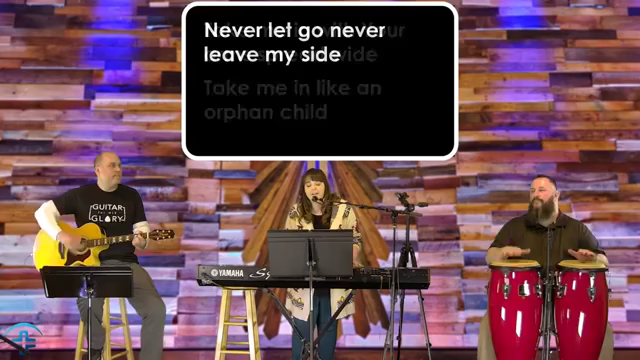 Never let go never
leave my side
Take me in like an
orphan child
GUITAR
GLORY
YAMAHA